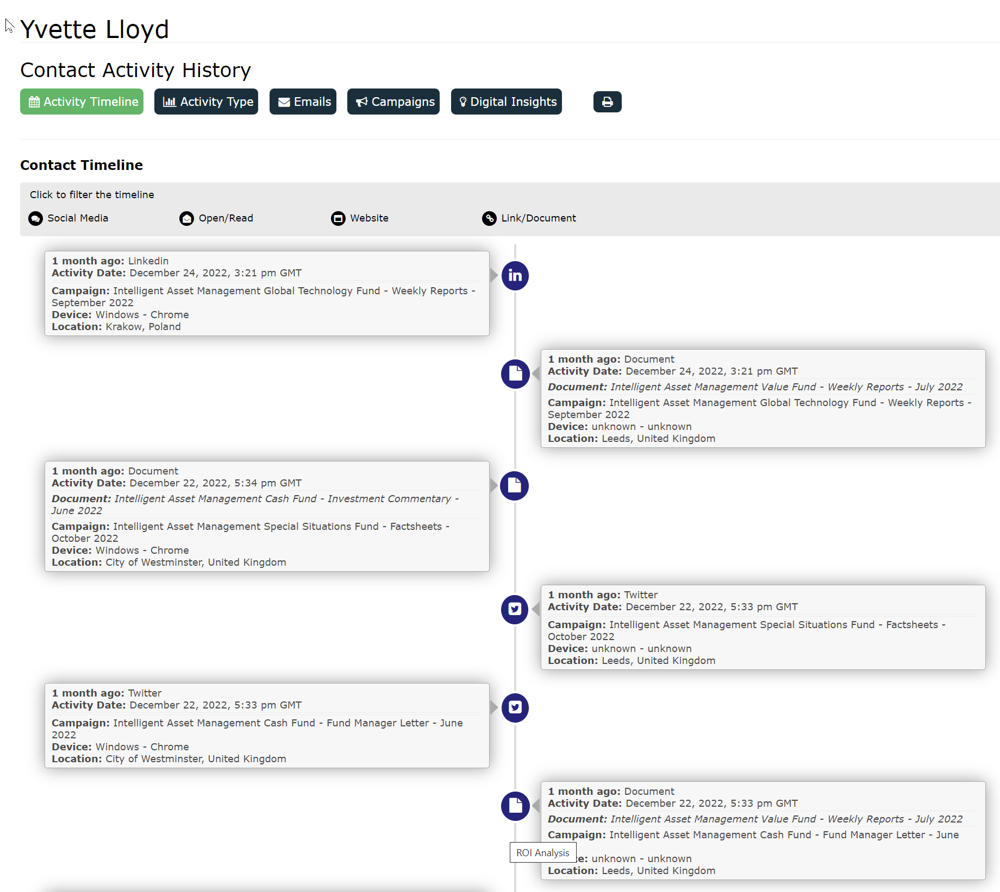 Yvette Lloyd
Contact Activity History
Activity Timeline
Activity Type
Emails
Campaigns
Digital Insights
Contact Timeline
Click to filter the timeline
Social Media
Open/Read
Website
Link/Document
1 month ago: Linkedin
Activity Date: December 24, 2022, 3:21 pm GMT
Campaign: Intelligent Asset Management Global Technology Fund - Weekly Reports -
September 2022
Device: Windows - Chrome
Location: Krakow, Poland
in
1 month ago: Document
Activity Date: December 24, 2022, 3:21 pm GMT
Document: Intelligent Asset Management Value Fund - Weekly Reports - July 2022
Campaign: Intelligent Asset Management Global Technology Fund - Weekly Reports -
September 2022
Device: unknown - unknown
Location: Leeds, United Kingdom
1 month ago: Document
Activity Date: December 22, 2022, 5:34 pm GMT
Document: Intelligent Asset Management Cash Fund - Investment Commentary -
June 2022
Campaign: Intelligent Asset Management Special Situations Fund - Factsheets -
October 2022
Device: Windows - Chrome
Location: City of Westminster, United Kingdom
1 month ago: Twitter
Activity Date: December 22, 2022, 5:33 pm GMT
Campaign: Intelligent Asset Management Special Situations Fund - Factsheets -
October 2022
Device: unknown - unknown
Location: Leeds, United Kingdom
1 month ago: Twitter
Activity Date: December 22, 2022, 5:33 pm GMT
Campaign: Intelligent Asset Management Cash Fund - Fund Manager Letter - June
2022
Device: Windows - Chrome
Location: City of Westminster, United Kingdom
1 month ago: Document
Activity Date: December 22, 2022, 5:33 pm GMT
Document: Intelligent Asset Management Value Fund - Weekly Reports - July 2022
Campaign: Intelligent Asset Management Cash Fund - Fund Manager Letter - June
ROI Analysis
ce: unknown - unknown
Location: Leeds, United Kingdom